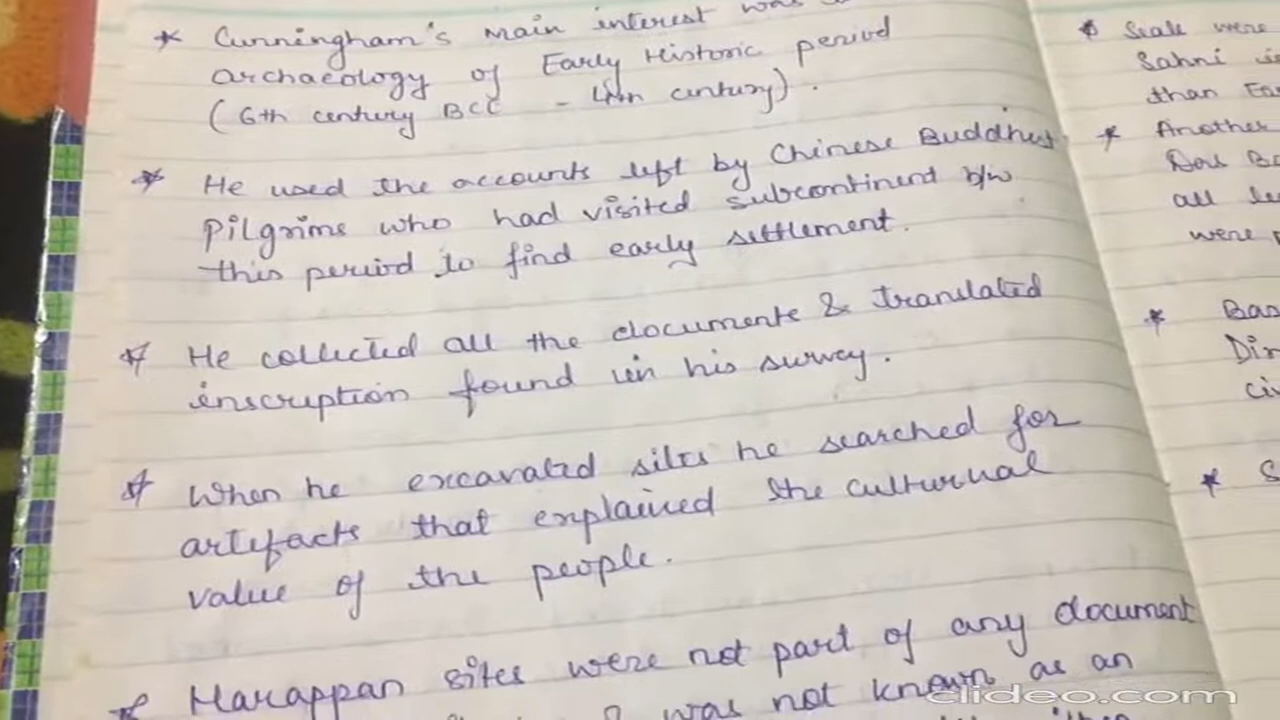 * Cunningham's main interest was
archaeology of Early Historic period
(6th century BCE - 4th century).
* He used the accounts left by Chinese Buddhist
Pilgrims who had visited subcontinent b/w
this period to find early settlement.
* He collected all the documents & translated
inscription found in his survey.
* When he excavated sites he searched for
artefacts that explained the culturnal
value of the people.
* Harappan sites were not part of any document
was not known as an
* Seals were
Sahni
than
* Another
all
were
*
*
clideo.com